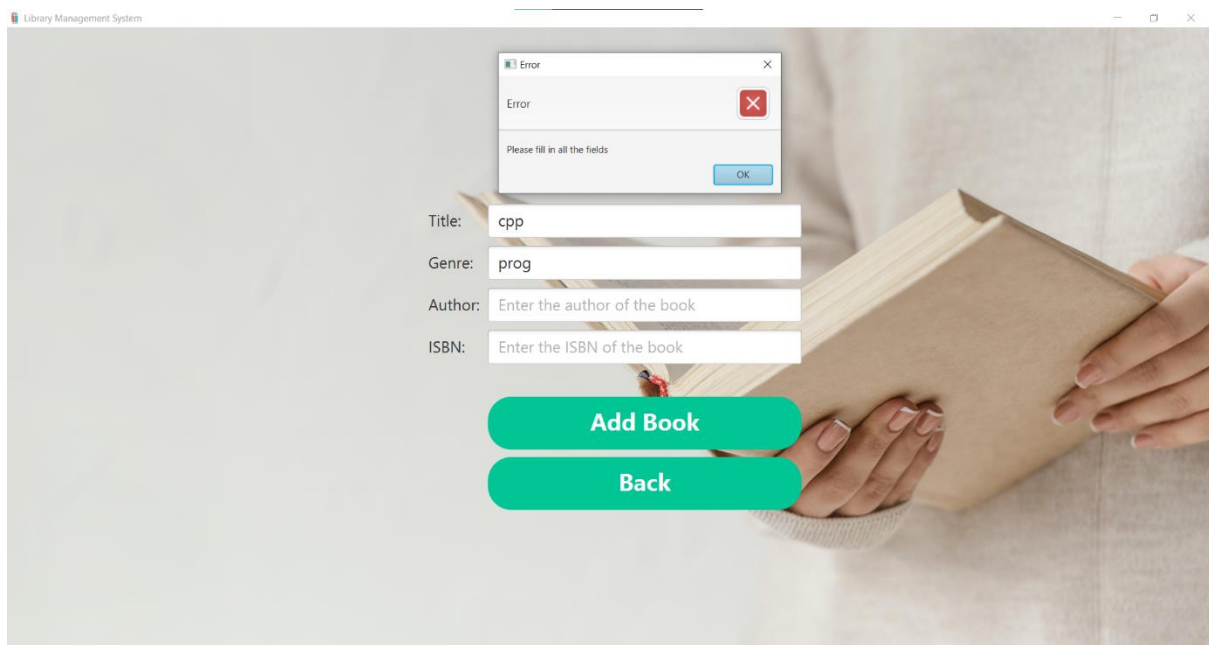 Library Management System
Error
Error
Please fill in all the fields
OK
Title: cpp
Genre: prog
Author: Enter the author of the book
ISBN: Enter the ISBN of the book
Add Book
Back